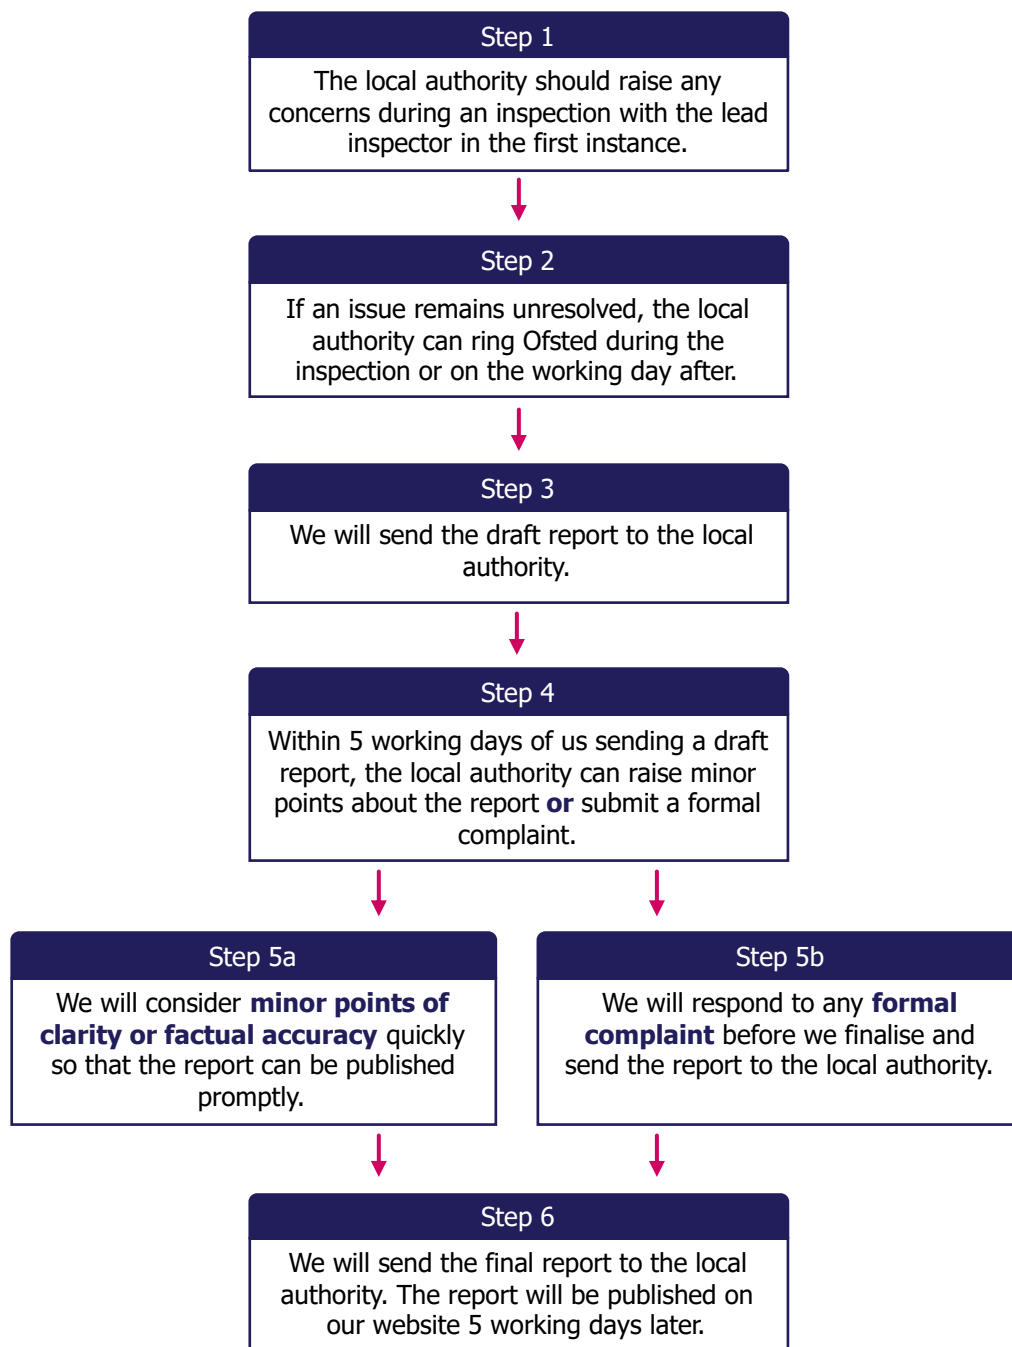 Step 1
The local authority should raise any
concerns during an inspection with the lead
inspector in the first instance.
Step 2
If an issue remains unresolved, the local
authority can ring Ofsted during the
inspection or on the working day after.
Step 3
We will send the draft report to the local
authority.
Step 4
Within 5 working days of us sending a draft
report, the local authority can raise minor
points about the report or submit a formal
complaint.
Step 5a
We will consider minor points of
clarity or factual accuracy quickly
so that the report can be published
promptly.
Step 5b
We will respond to any formal
complaint before we finalise and
send the report to the local authority.
Step 6
We will send the final report to the local
authority. The report will be published on
our website 5 working days later.